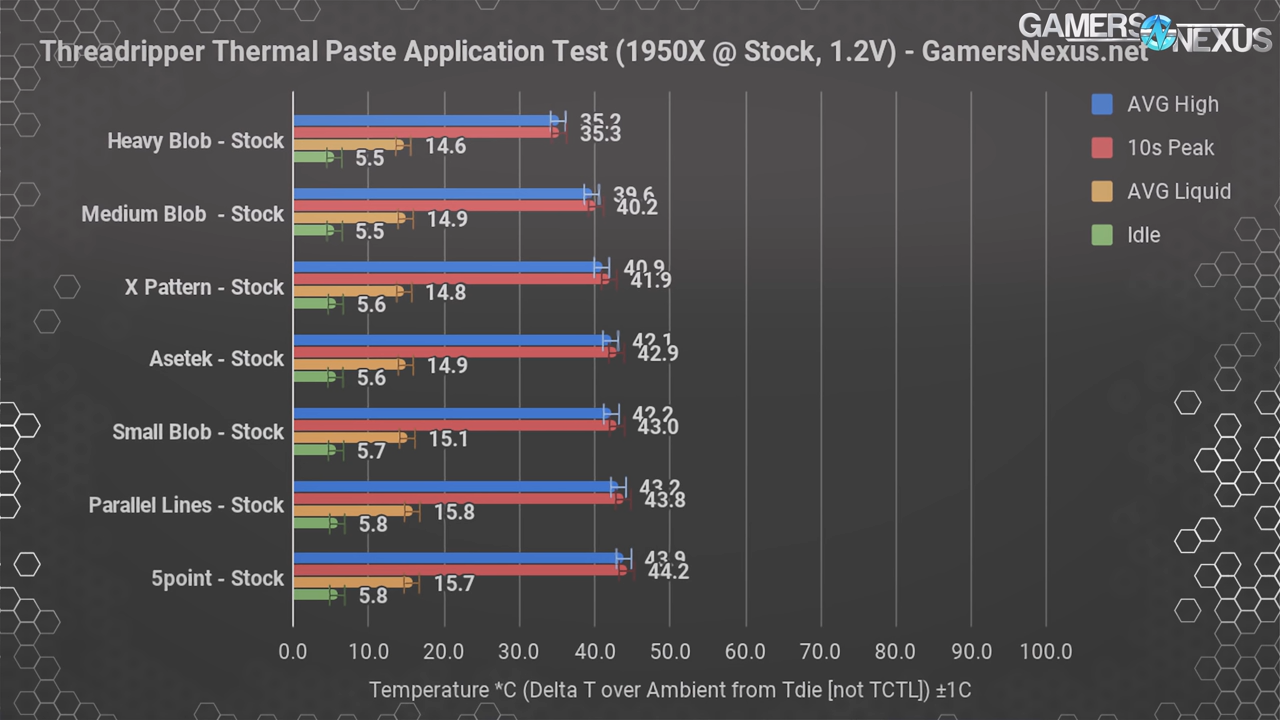 GAMERS NEXUS
Threadripper Thermal Paste Application Test (1950X @ Stock, 1.2V) - GamersNexus.net
AVG High
10s Peak
AVG Liquid
Idle
Heavy Blob - Stock
35.2
35.3
14.6
5.5
Medium Blob - Stock
39.6
40.2
14.9
5.5
X Pattern - Stock
40.9
41.9
14.8
5.6
Asetek - Stock
42.1
42.9
14.9
5.6
Small Blob - Stock
42.2
43.0
15.1
5.7
Parallel Lines - Stock
43.2
43.8
15.8
5.8
5point - Stock
43.9
44.2
15.7
5.8
0.0 10.0 20.0 30.0 40.0 50.0 60.0 70.0 80.0 90.0 100.0
Temperature *C (Delta T over Ambient from Tdie [not TCTL]) ±1C